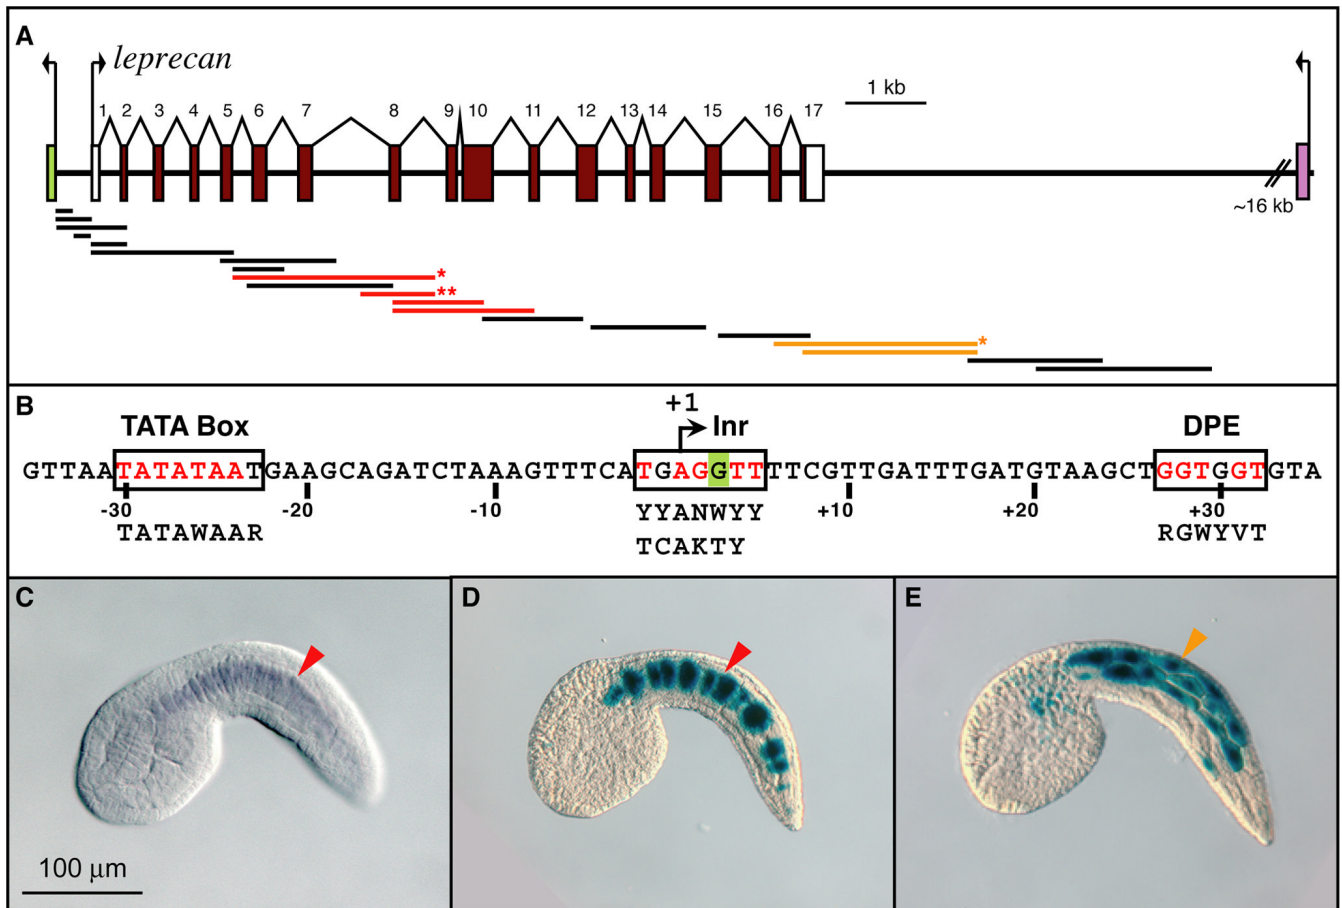 A
leprecan
1 kb
1 2 3 4 5 6 7 8 9 10 11 12 13 14 15 16 17
~16 kb
*
**
*
B
+1
TATA Box Inr DPE
GTTAATATATAATGAAGCAGATCTAAAGTTTCATGAGGTTTTCGTTGATTTGATGTAAGCTGGTGGTGTA
-30 -20 -10 +10 +20 +30
TATAWAAR YYANWYY RGWYVT
TCAKTY
C D E
100 μm